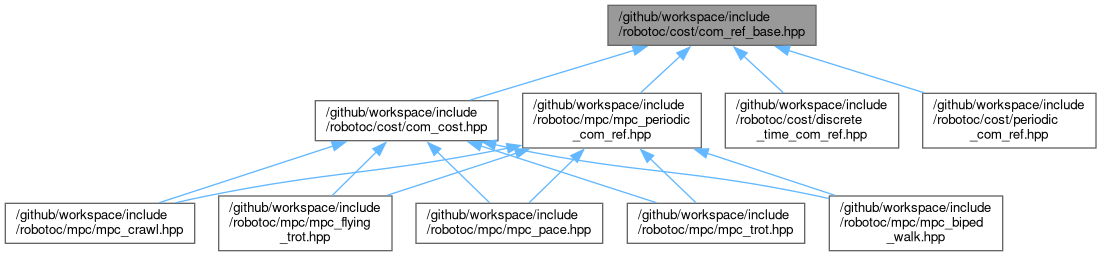 /github/workspace/include
/robotoc/cost/com_ref_base.hpp
/github/workspace/include
/robotoc/cost/com_cost.hpp
/github/workspace/include
/robotoc/mpc/mpc_periodic
_com_ref.hpp
/github/workspace/include
/robotoc/cost/discrete
_time_com_ref.hpp
/github/workspace/include
/robotoc/cost/periodic
_com_ref.hpp
/github/workspace/include
/robotoc/mpc/mpc_crawl.hpp
/github/workspace/include
/robotoc/mpc/mpc_flying
_trot.hpp
/github/workspace/include
/robotoc/mpc/mpc_pace.hpp
/github/workspace/include
/robotoc/mpc/mpc_trot.hpp
/github/workspace/include
/robotoc/mpc/mpc_biped
_walk.hpp